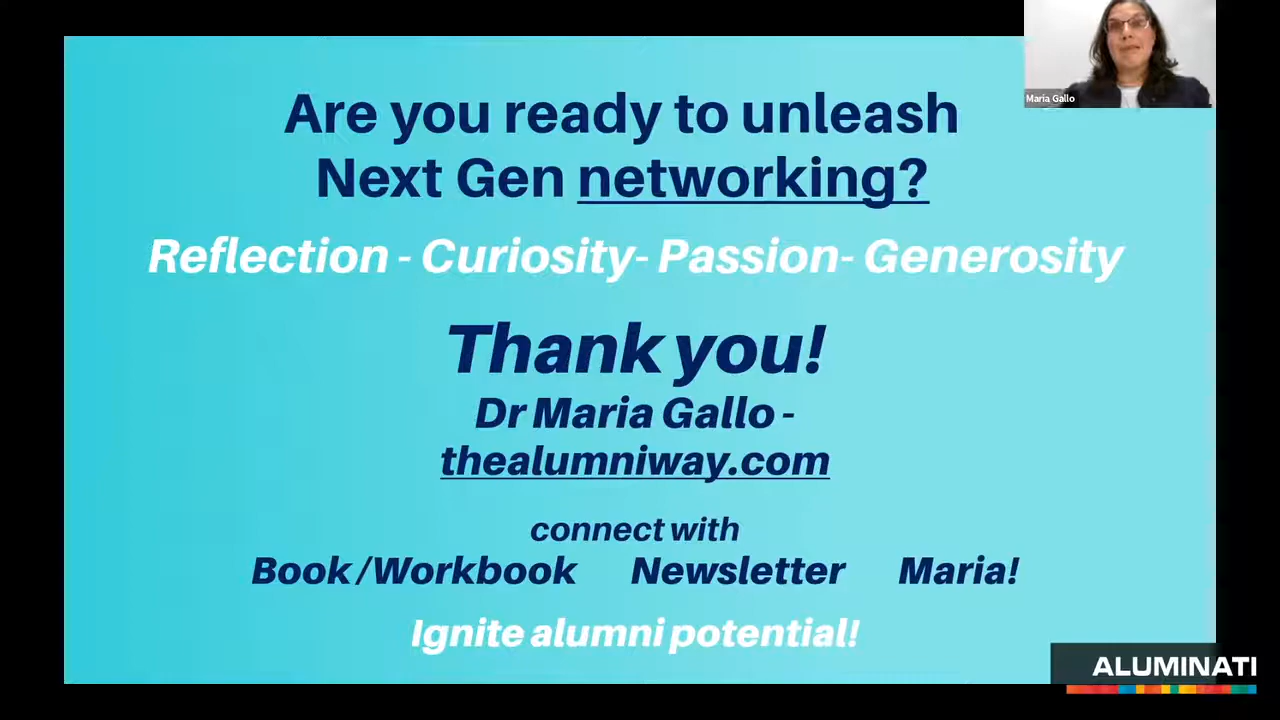 Maria Gallo
Are you ready to unleash
Next Gen networking?
Reflection - Curiosity- Passion- Generosity
Thank you!
Dr Maria Gallo -
thealumniway.com
connect with
Book/Workbook Newsletter Maria!
Ignite alumni potential!
ALUMINATI